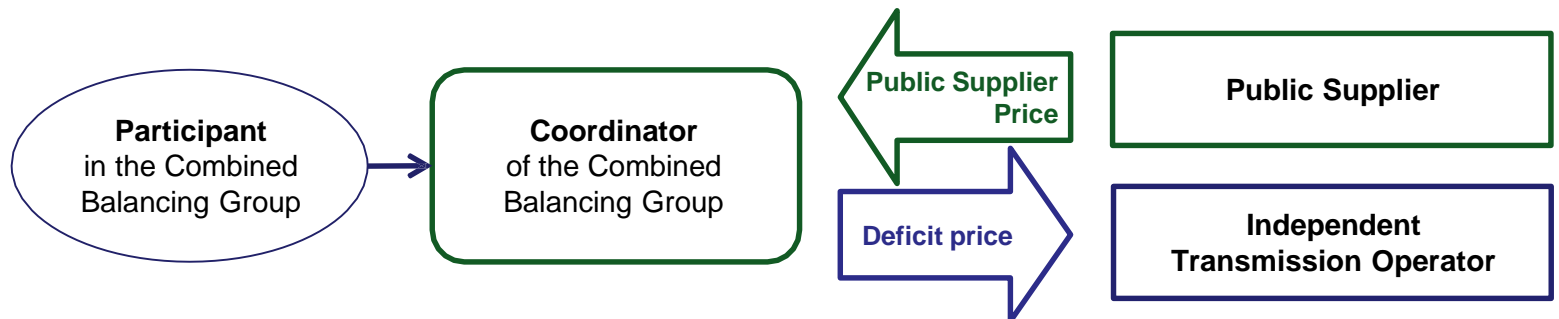 Participant
in the Combined
Balancing Group
Coordinator
of the Combined
Balancing Group
Public Supplier
Price
Deficit price
Public Supplier
Independent
Transmission Operator